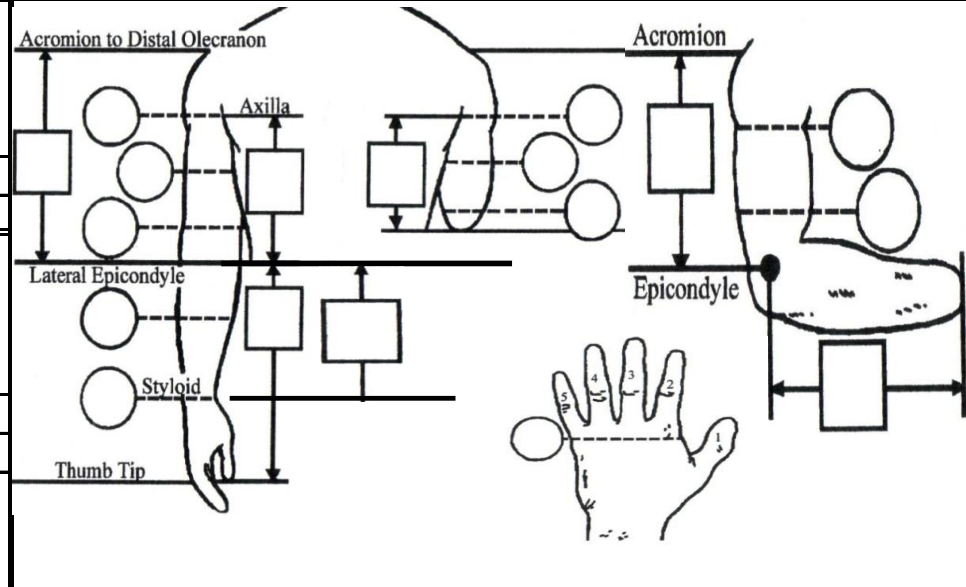 Acromion to Distal Olecranon
Axilla
Lateral Epicondyle
Styloid
Thumb Tip
Acromion
Epicondyle
5
4
3
2
1